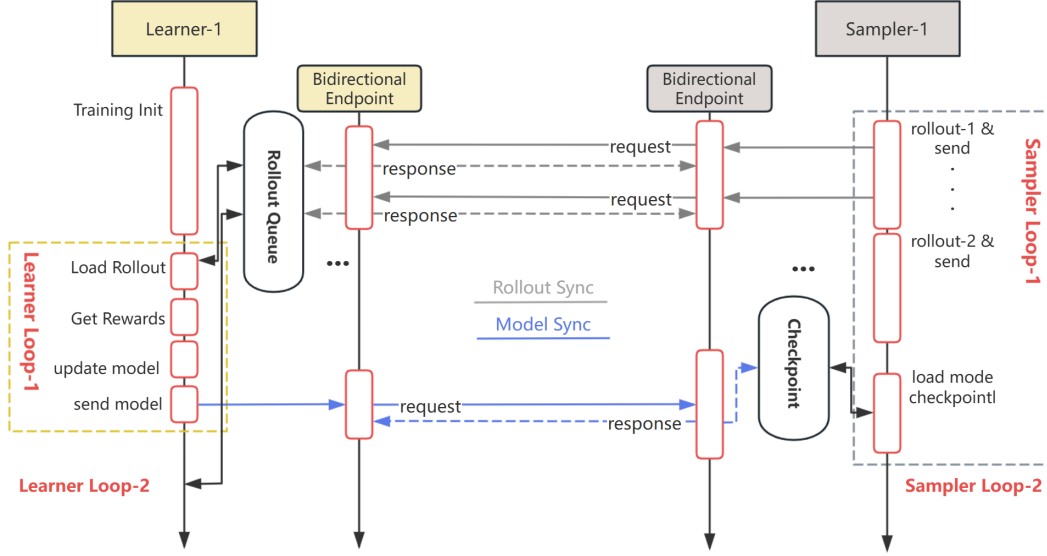 Learner-1
Sampler-1
Bidirectional
Endpoint
Bidirectional
Endpoint
Training Init
Rollout Queue
request
response
request
response
rollout-1 &
send
.
.
.
rollout-2 &
send
Sampler Loop-1
...
...
Learner Loop-1
Load Rollout
Get Rewards
update model
send model
Rollout Sync
Model Sync
Checkpoint
request
response
load mode
checkpointl
Learner Loop-2
Sampler Loop-2